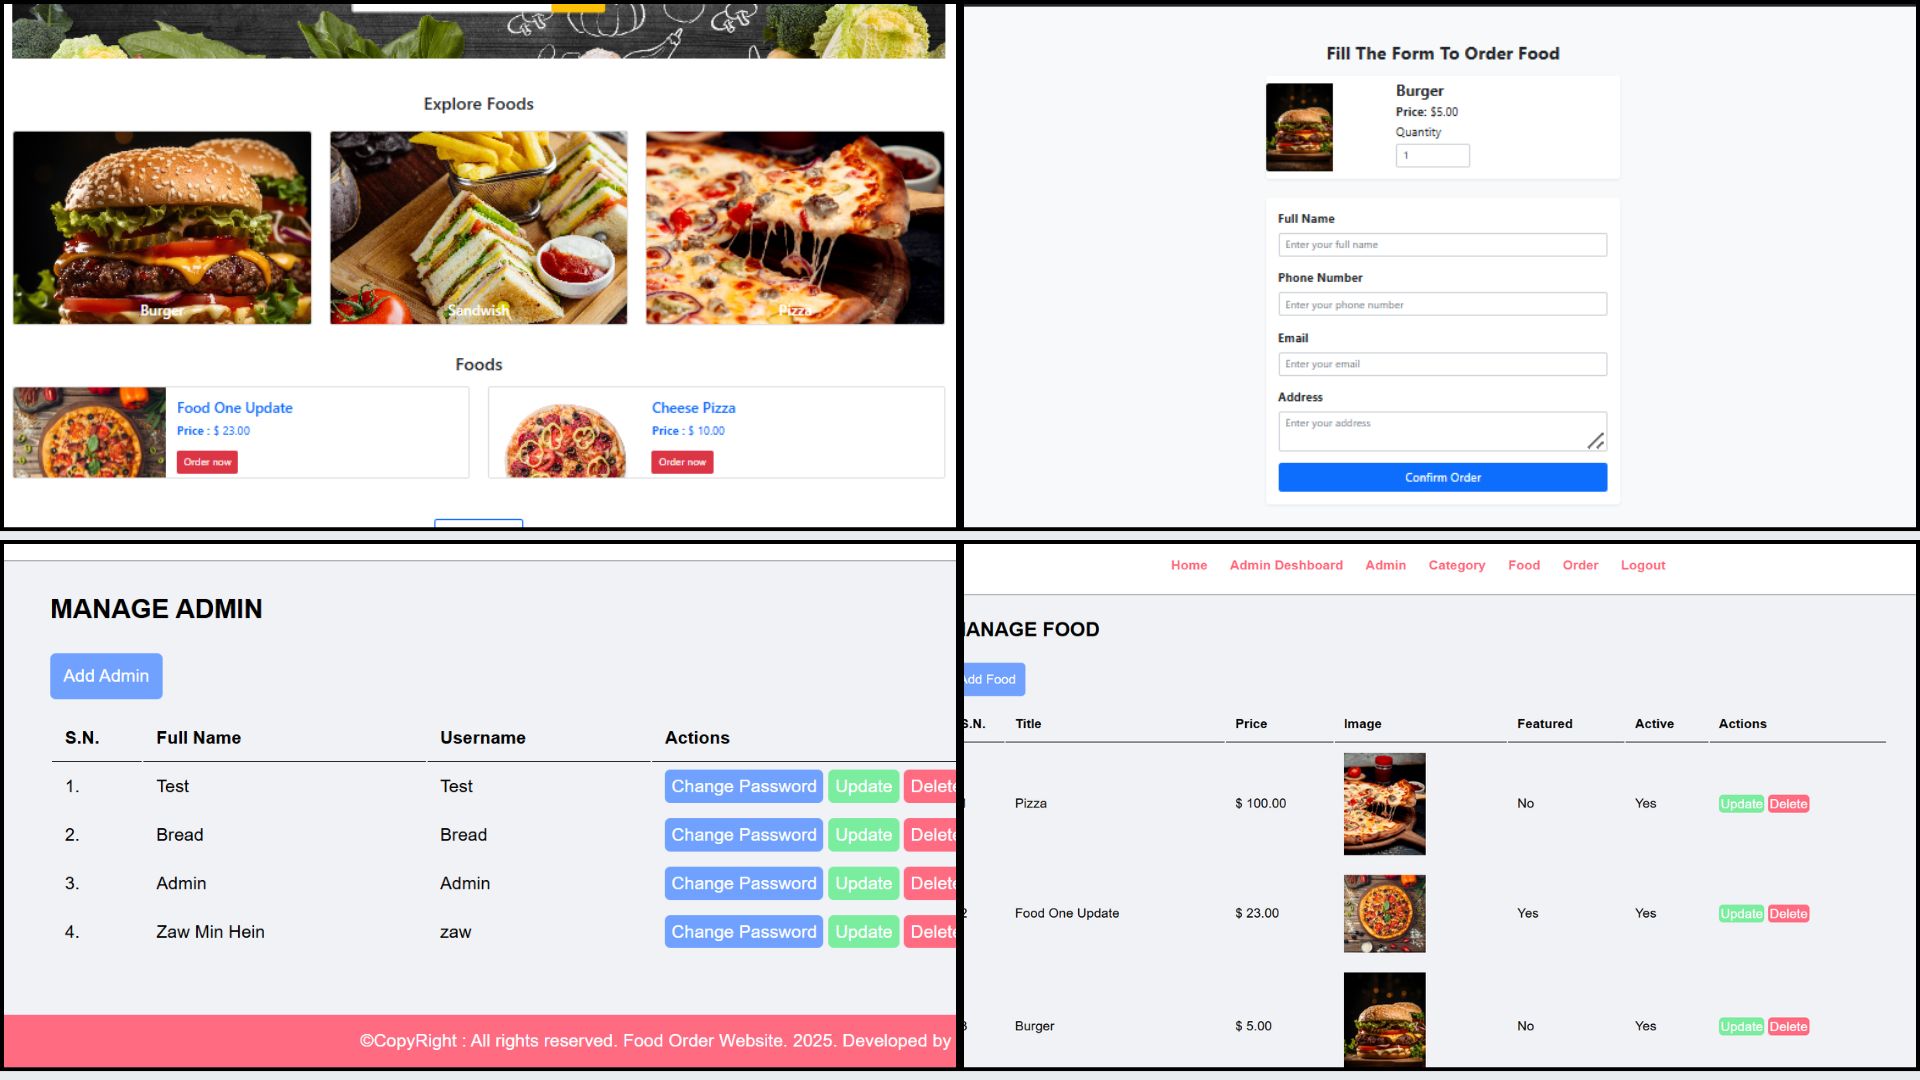 Explore Foods
Burger
Sandwish
Pizza
Foods
Food One Update
Price : $ 23.00
Order now
Cheese Pizza
Price : $ 10.00
Order now
Fill The Form To Order Food
Burger
Price: $5.00
Quantity
1
Full Name
Enter your full name
Phone Number
Enter your phone number
Email
Enter your email
Address
Enter your address
Confirm Order
MANAGE ADMIN
Add Admin
S.N. Full Name Username Actions
1. Test Test Change Password Update Delete
2. Bread Bread Change Password Update Delete
3. Admin Admin Change Password Update Delete
4. Zaw Min Hein zaw Change Password Update Delete
©CopyRight : All rights reserved. Food Order Website. 2025. Developed by
Home Admin Deshboard Admin Category Food Order Logout
ANAGE FOOD
Add Food
S.N. Title Price Image Featured Active Actions
Pizza $ 100.00 No Yes Update Delete
2 Food One Update $ 23.00 Yes Yes Update Delete
3 Burger $ 5.00 No Yes Update Delete